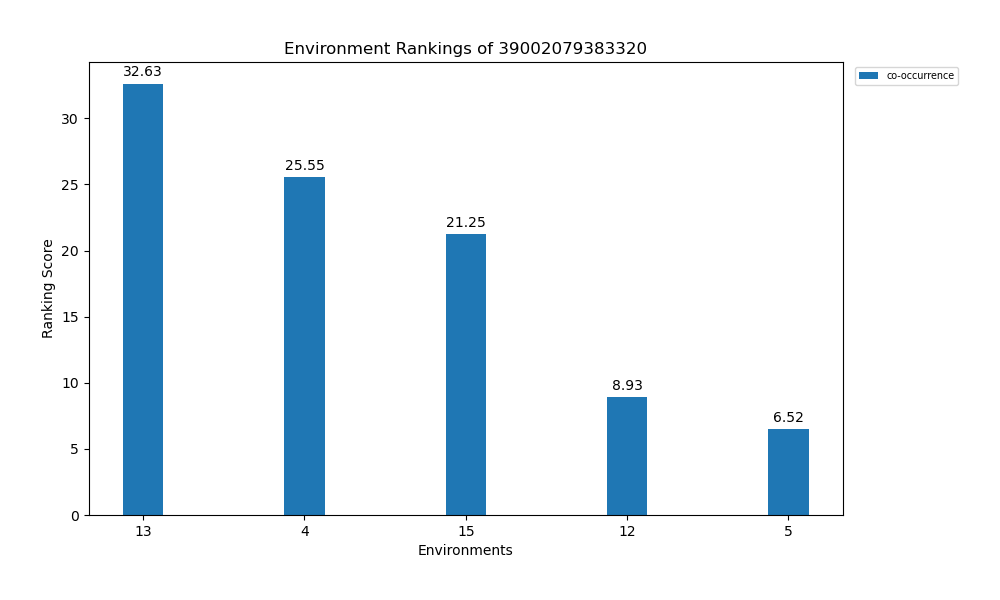 Environment Rankings of 39002079383320
co-occurrence
32.63
25.55
21.25
8.93
6.52
Ranking Score
30
25
20
15
10
5
0
13 4 15 12 5
Environments